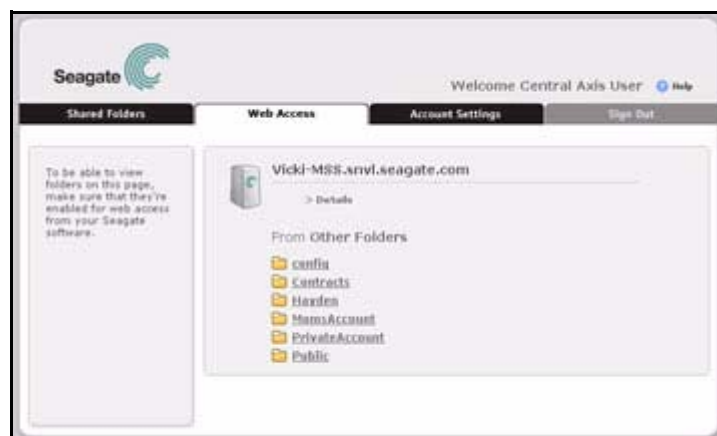 Seagate
Welcome Central Axis User Help
Shared Folders Web Access Account Settings Sign Out
To be able to view
folders on this page,
make sure that they're
enabled for web access
from your Seagate
software.
Vicki-MSS.snvl.seagate.com
> Details
From Other Folders
config
Contracts
Hayden
MomsAccount
PrivateAccount
Public